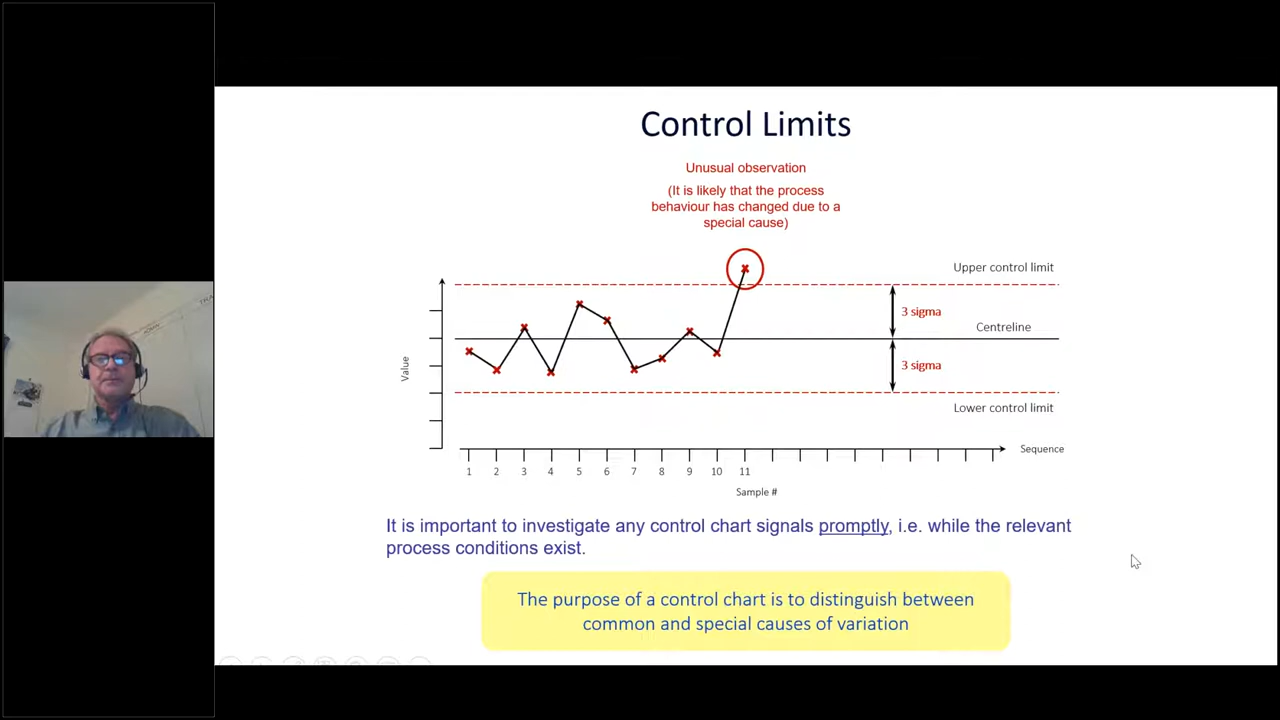 Control Limits
Unusual observation
(It is likely that the process
behaviour has changed due to a
special cause)
Upper control limit
3 sigma
Centreline
Value
3 sigma
Lower control limit
Sequence
1 2 3 4 5 6 7 8 9 10 11
Sample #
It is important to investigate any control chart signals promptly, i.e. while the relevant
process conditions exist.
The purpose of a control chart is to distinguish between
common and special causes of variation